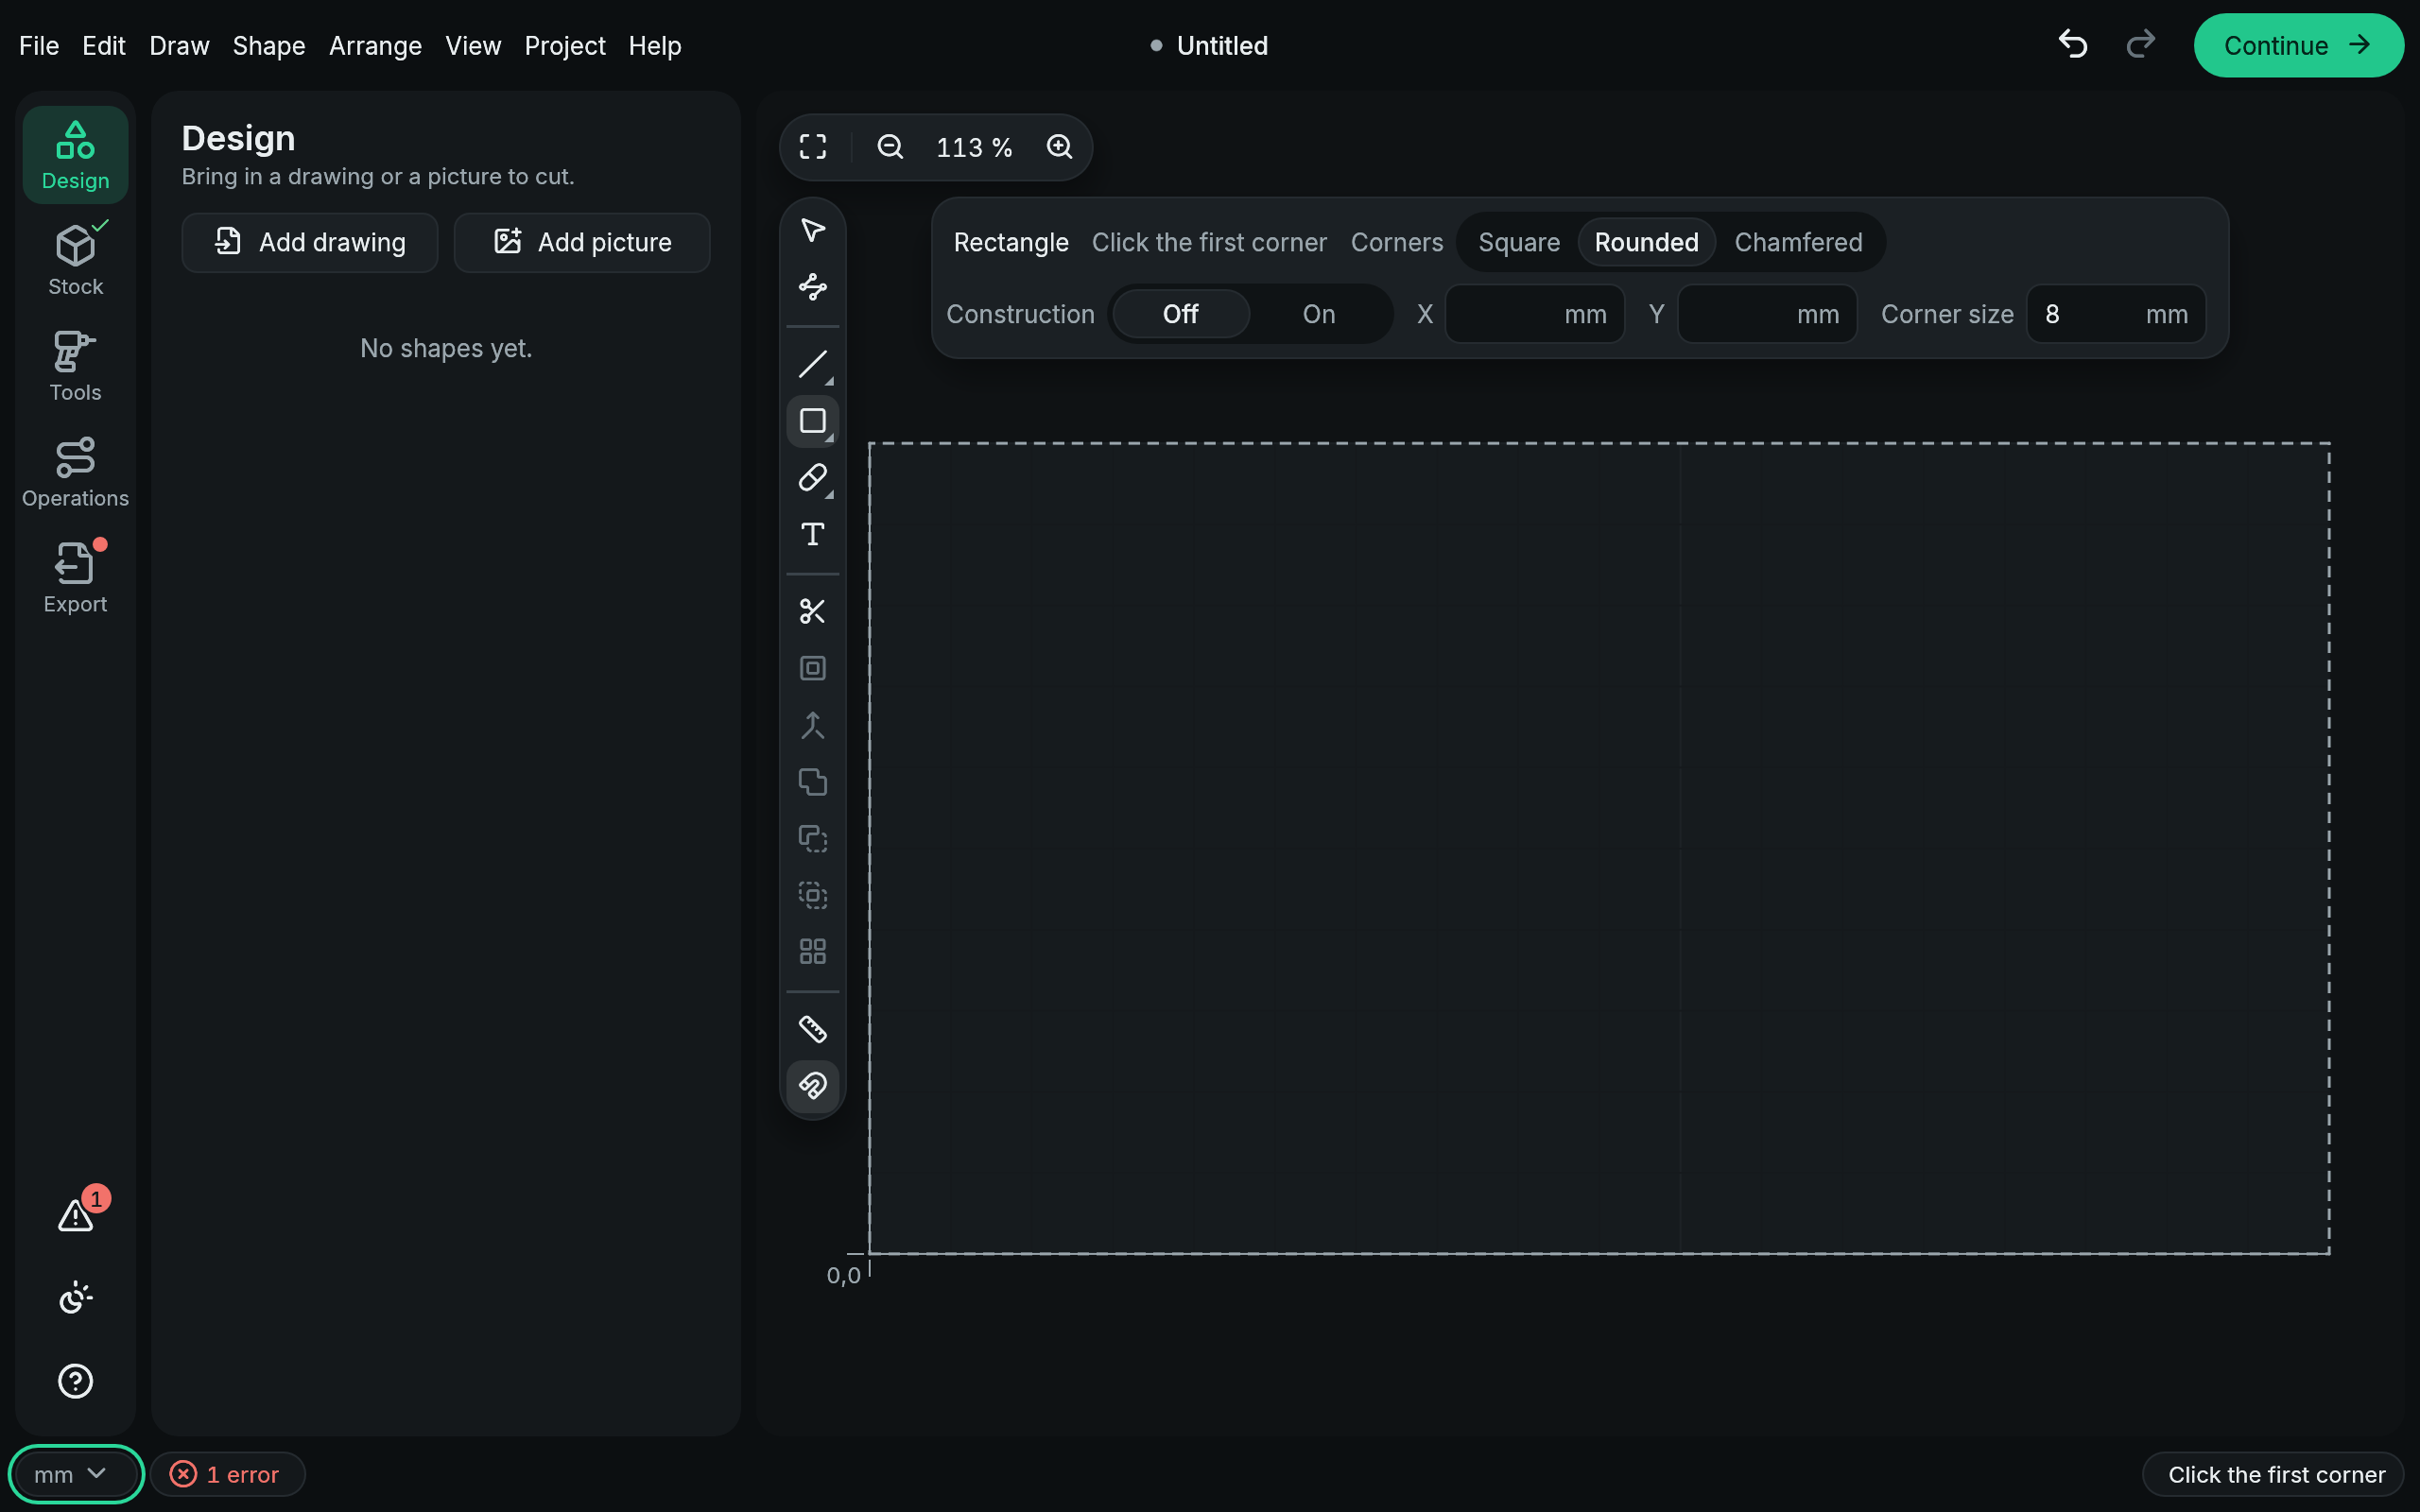 File Edit Draw Shape Arrange View Project Help
Untitled
Continue
Design
Stock
Tools
Operations
Export
1
Design
Bring in a drawing or a picture to cut.
Add drawing
Add picture
No shapes yet.
113 %
Rectangle Click the first corner Corners Square Rounded Chamfered
Construction Off On X mm Y mm Corner size 8 mm
0,0
mm
1 error
Click the first corner